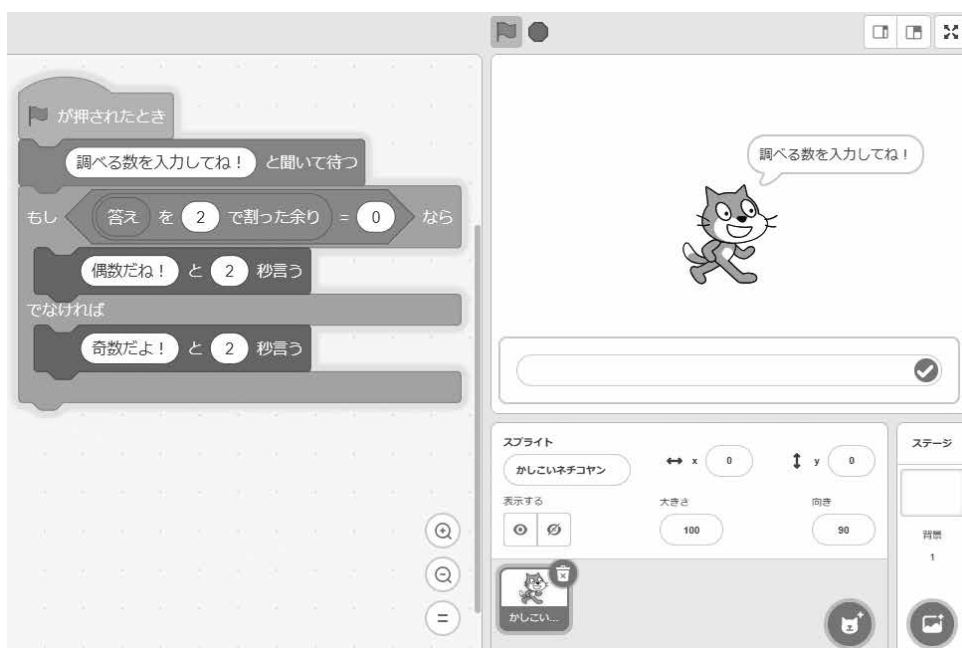 が押されたとき
調べる数を入力してね！ と聞いて待つ
もし 答え を 2 で割った余り = 0 なら
偶数だね！ と 2 秒言う
でなければ
奇数だよ！ と 2 秒言う
調べる数を入力してね！
スプライト
かしこいネチコヤン
x 0
y 0
表示する
大きさ
100
向き
90
かしこい...
ステージ
背景
1